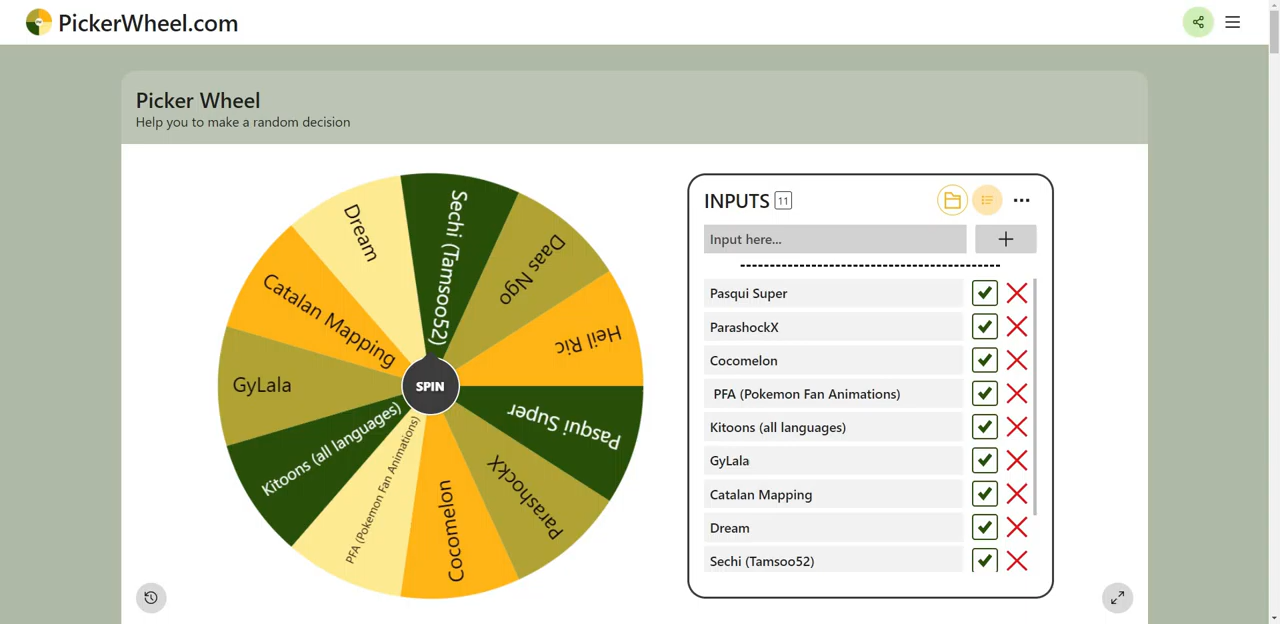 PickerWheel.com
Picker Wheel
Help you to make a random decision
Sechi (Tamsoo52)
Daas Ngo
Heil Ric
Pasqui Super
ParashockX
Cocomelon
PFA (Pokemon Fan Animations)
Kitoons (all languages)
GyLala
Catalan Mapping
Dream
SPIN
INPUTS 11
Input here...
Pasqui Super
ParashockX
Cocomelon
PFA (Pokemon Fan Animations)
Kitoons (all languages)
GyLala
Catalan Mapping
Dream
Sechi (Tamsoo52)